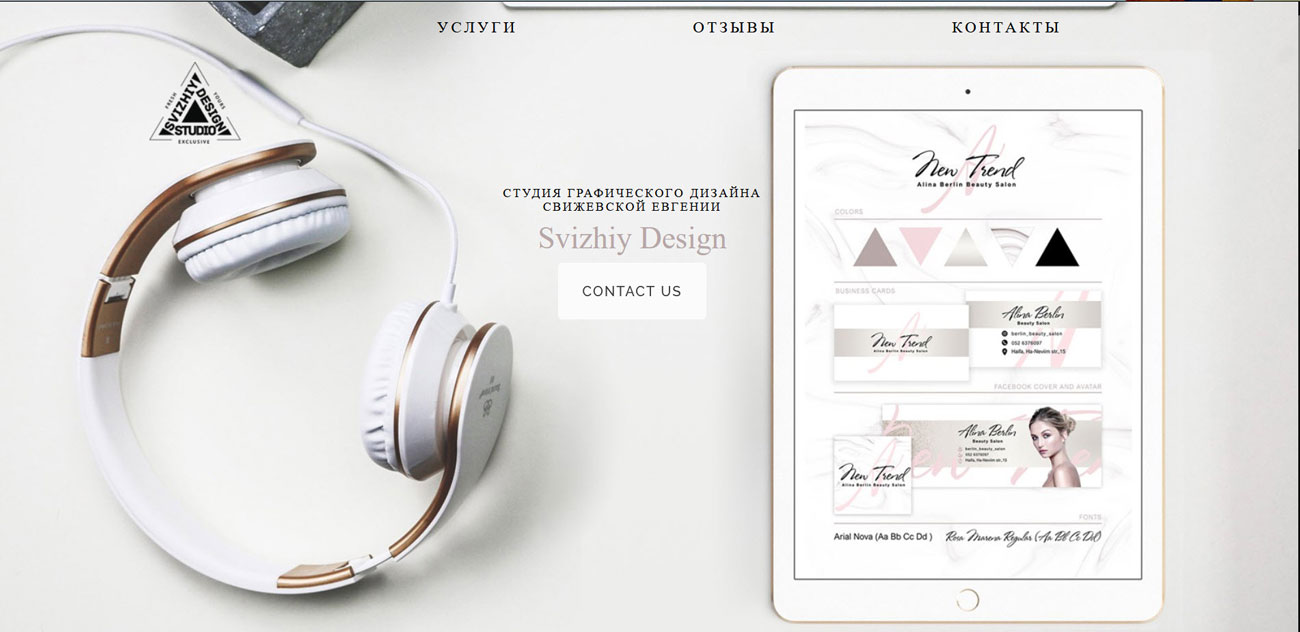 УСЛУГИ
ОТЗЫВЫ
КОНТАКТЫ
FRESH
YOURS
SVIZHIY DESIGN
STUDIO
EXCLUSIVE
СТУДИЯ ГРАФИЧЕСКОГО ДИЗАЙНА
СВИЖЕВСКОЙ ЕВГЕНИИ
Svizhiy Design
CONTACT US
New Trend
Alina Berlin Beauty Salon
COLORS
BUSINESS CARDS
New Trend
Alina Berlin Beauty Salon
Alina Berlin
Beauty Salon
berlin_beauty_salon
052 6376097
Haifa, Ha-Neviim str.,15
FACEBOOK COVER AND AVATAR
Alina Berlin
Beauty Salon
berlin_beauty_salon
052 6376097
Haifa, Ha-Neviim str.,15
New Trend
Alina Berlin Beauty Salon
FONTS
Arial Nova (Aa Bb Cc Dd )
Rosa Marena Regular (Aa Bb Cc Dd)